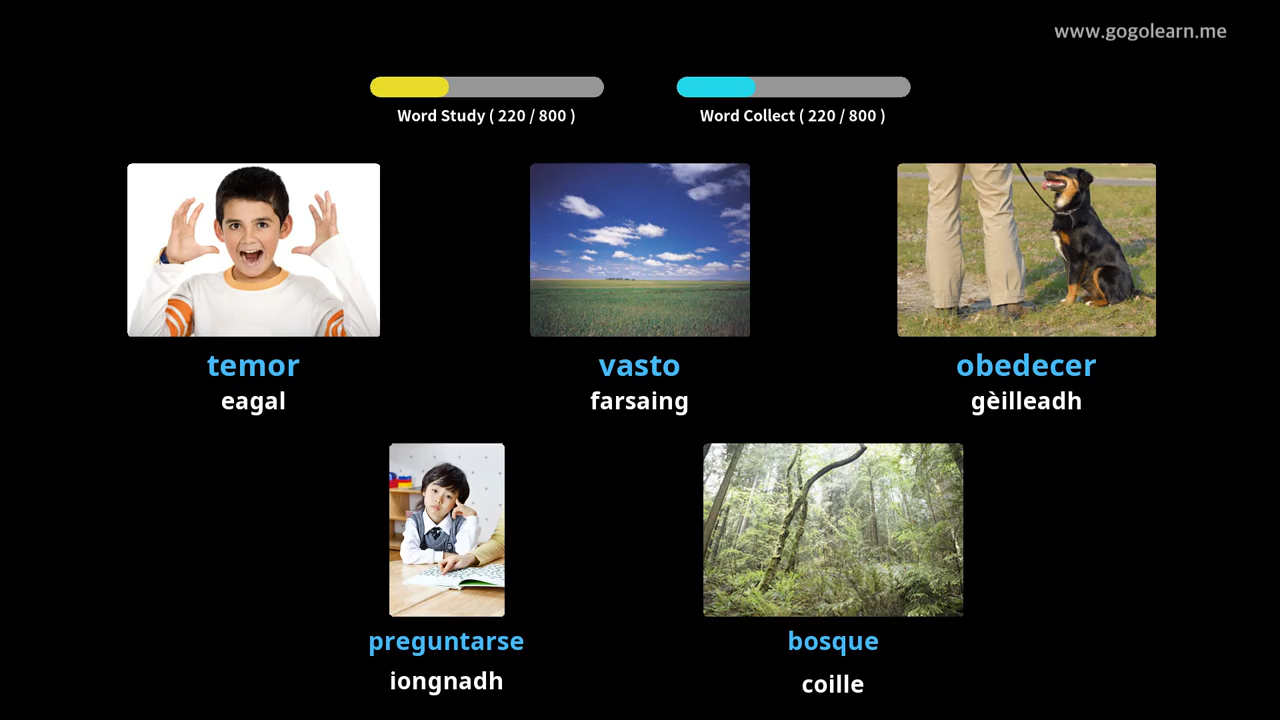 www.gogolearn.me
Word Study ( 220 / 800 )
Word Collect ( 220 / 800 )
temor
eagal
vasto
farsaing
obedecer
gèilleadh
preguntarse
iongnadh
bosque
coille